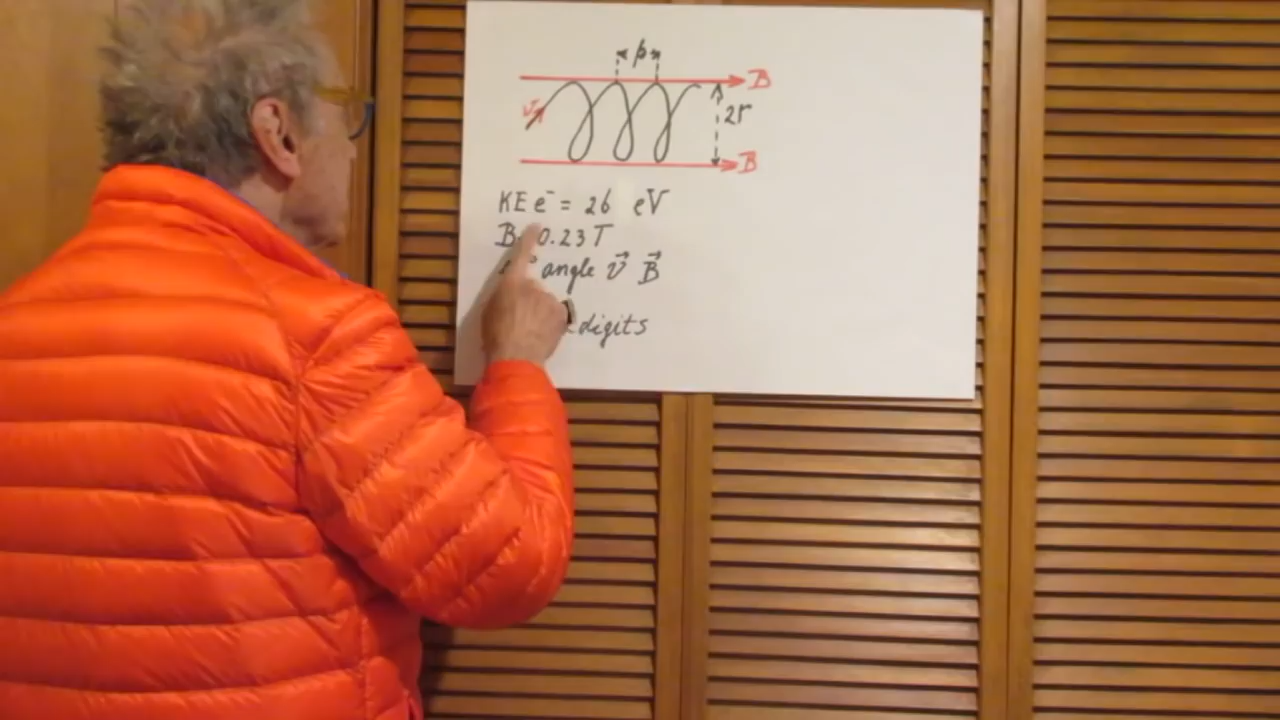 p
B
v
2r
B
KE e⁻ = 26 eV
B = 0.23 T
angle v⃗ B⃗
digits